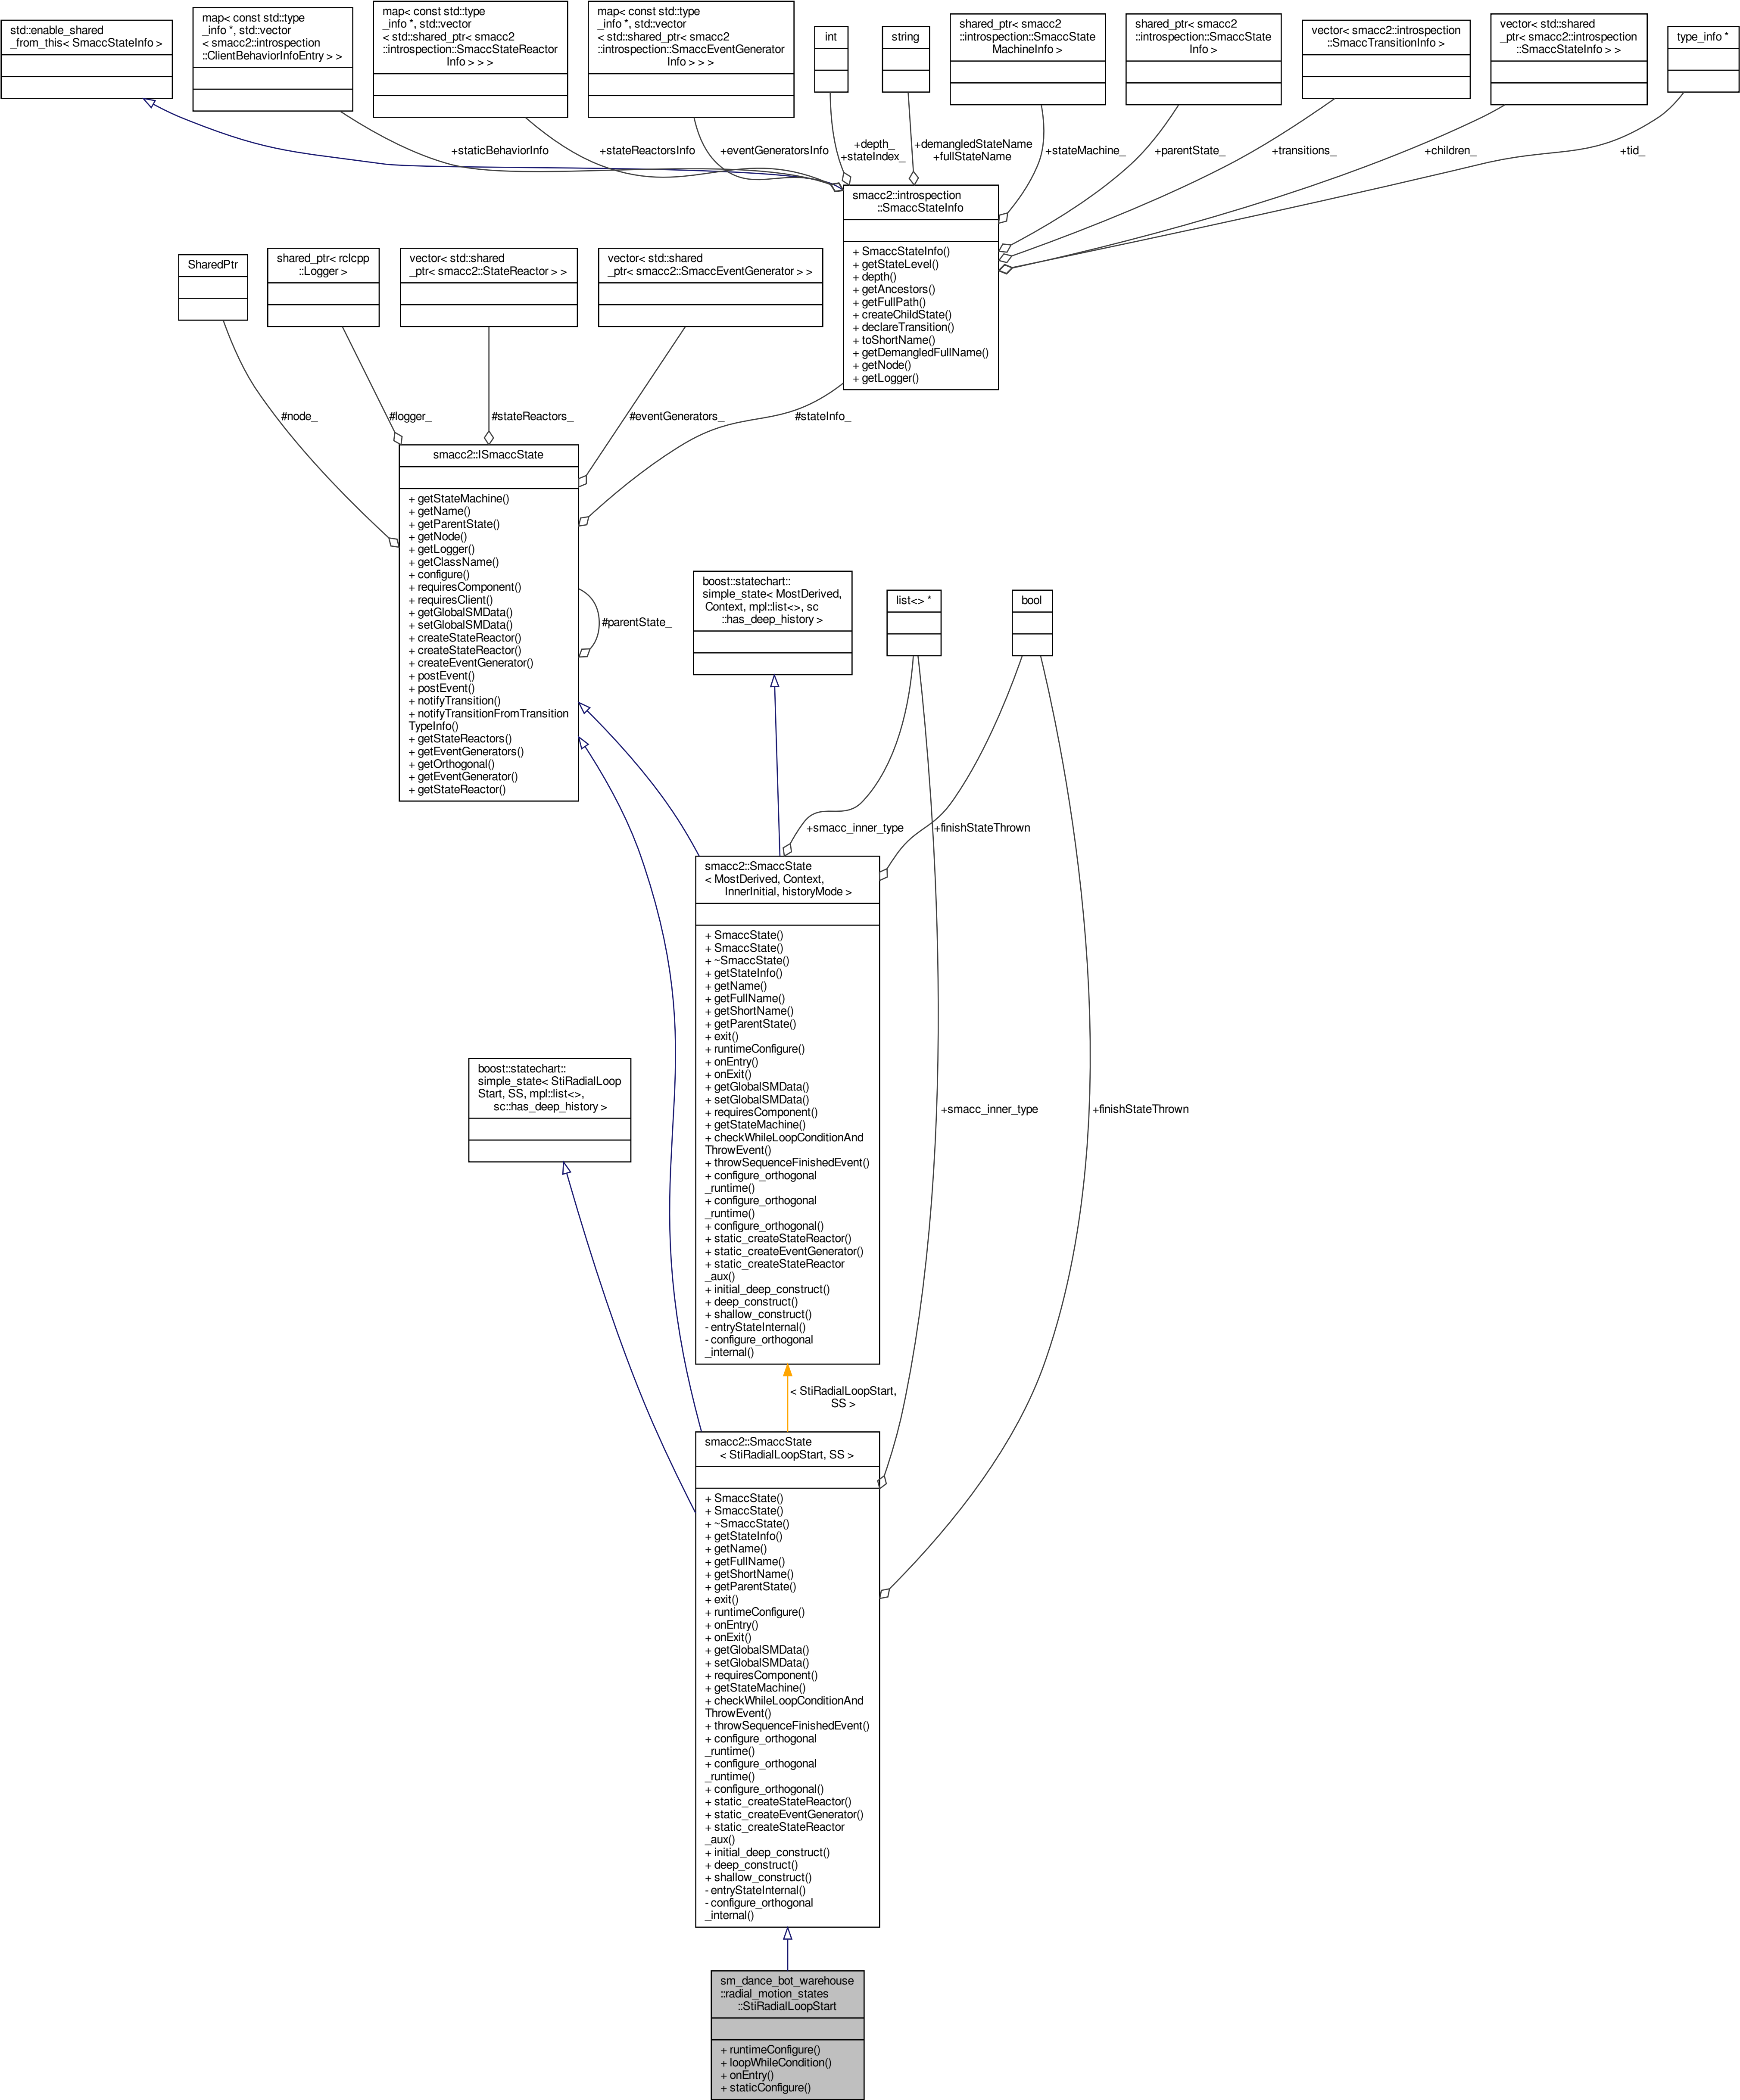 std::enable_shared
_from_this< SmaccStateInfo >
map< const std::type
_info *, std::vector
< smacc2::introspection
::ClientBehaviorInfoEntry > >
map< const std::type
_info *, std::vector
< std::shared_ptr< smacc2
::introspection::SmaccStateReactor
Info > > >
map< const std::type
_info *, std::vector
< std::shared_ptr< smacc2
::introspection::SmaccEventGenerator
Info > > >
int
string
shared_ptr< smacc2
::introspection::SmaccState
MachineInfo >
shared_ptr< smacc2
::introspection::SmaccState
Info >
vector< smacc2::introspection
::SmaccTransitionInfo >
vector< std::shared
_ptr< smacc2::introspection
::SmaccStateInfo > >
type_info *
+staticBehaviorInfo
+stateReactorsInfo
+eventGeneratorsInfo
+depth_
+stateIndex_
+demangledStateName
+fullStateName
+stateMachine_
+parentState_
+transitions_
+children_
+tid_
smacc2::introspection
::SmaccStateInfo
+ SmaccStateInfo()
+ getStateLevel()
+ depth()
+ getAncestors()
+ getFullPath()
+ createChildState()
+ declareTransition()
+ toShortName()
+ getDemangledFullName()
+ getNode()
+ getLogger()
SharedPtr
shared_ptr< rclcpp
::Logger >
vector< std::shared
_ptr< smacc2::StateReactor > >
vector< std::shared
_ptr< smacc2::SmaccEventGenerator > >
#node_
#logger_
#stateReactors_
#eventGenerators_
#stateInfo_
smacc2::ISmaccState
+ getStateMachine()
+ getName()
+ getParentState()
+ getNode()
+ getLogger()
+ getClassName()
+ configure()
+ requiresComponent()
+ requiresClient()
+ getGlobalSMData()
+ setGlobalSMData()
+ createStateReactor()
+ createStateReactor()
+ createEventGenerator()
+ postEvent()
+ postEvent()
+ notifyTransition()
+ notifyTransitionFromTransition
TypeInfo()
+ getStateReactors()
+ getEventGenerators()
+ getOrthogonal()
+ getEventGenerator()
+ getStateReactor()
#parentState_
boost::statechart::
simple_state< MostDerived,
Context, mpl::list<>, sc
::has_deep_history >
list<> *
bool
+smacc_inner_type
+finishStateThrown
smacc2::SmaccState
< MostDerived, Context,
InnerInitial, historyMode >
+ SmaccState()
+ SmaccState()
+ ~SmaccState()
+ getStateInfo()
+ getName()
+ getFullName()
+ getShortName()
+ getParentState()
+ exit()
+ runtimeConfigure()
+ onEntry()
+ onExit()
+ getGlobalSMData()
+ setGlobalSMData()
+ requiresComponent()
+ getStateMachine()
+ checkWhileLoopConditionAnd
ThrowEvent()
+ throwSequenceFinishedEvent()
+ configure_orthogonal
_runtime()
+ configure_orthogonal
_runtime()
+ configure_orthogonal()
+ static_createStateReactor()
+ static_createEventGenerator()
+ static_createStateReactor
_aux()
+ initial_deep_construct()
+ deep_construct()
+ shallow_construct()
- entryStateInternal()
- configure_orthogonal
_internal()
boost::statechart::
simple_state< StiRadialLoop
Start, SS, mpl::list<>,
sc::has_deep_history >
+smacc_inner_type
+finishStateThrown
< StiRadialLoopStart,
SS >
smacc2::SmaccState
< StiRadialLoopStart, SS >
+ SmaccState()
+ SmaccState()
+ ~SmaccState()
+ getStateInfo()
+ getName()
+ getFullName()
+ getShortName()
+ getParentState()
+ exit()
+ runtimeConfigure()
+ onEntry()
+ onExit()
+ getGlobalSMData()
+ setGlobalSMData()
+ requiresComponent()
+ getStateMachine()
+ checkWhileLoopConditionAnd
ThrowEvent()
+ throwSequenceFinishedEvent()
+ configure_orthogonal
_runtime()
+ configure_orthogonal
_runtime()
+ configure_orthogonal()
+ static_createStateReactor()
+ static_createEventGenerator()
+ static_createStateReactor
_aux()
+ initial_deep_construct()
+ deep_construct()
+ shallow_construct()
- entryStateInternal()
- configure_orthogonal
_internal()
sm_dance_bot_warehouse
::radial_motion_states
::StiRadialLoopStart
+ runtimeConfigure()
+ loopWhileCondition()
+ onEntry()
+ staticConfigure()